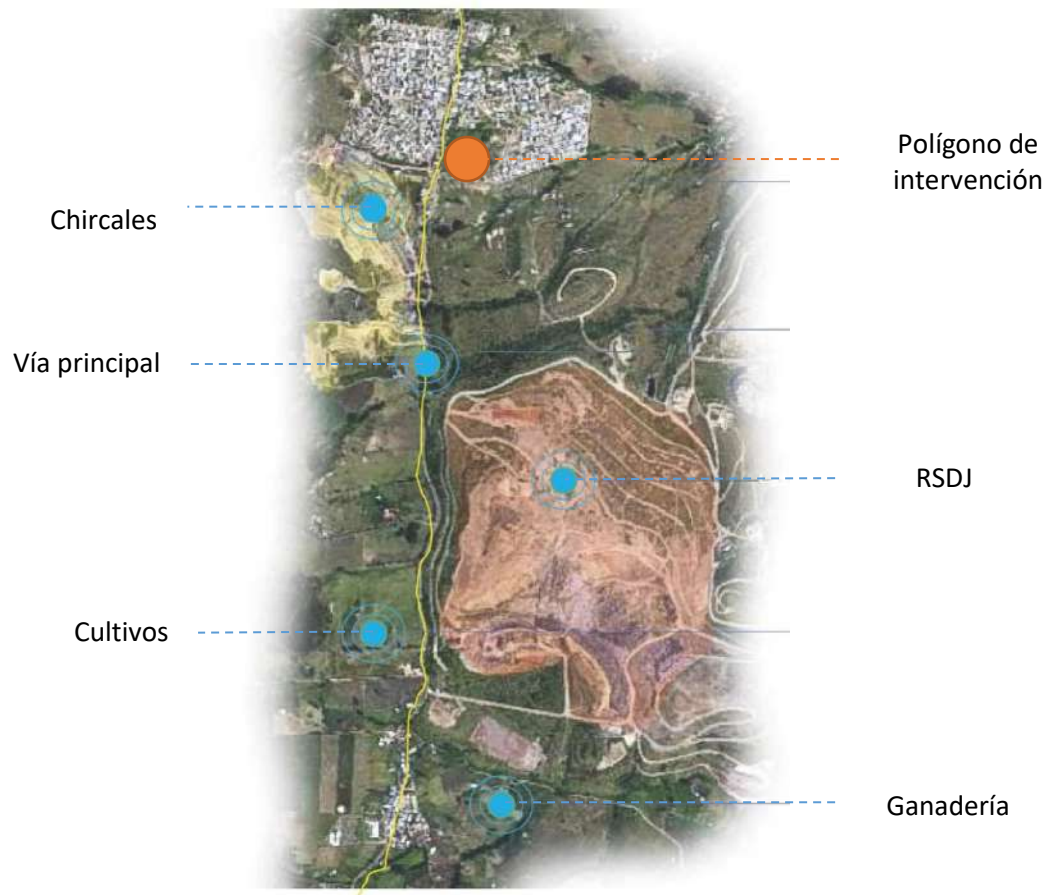 Polígono de
intervención
Chircales
Vía principal
RSDJ
Cultivos
Ganadería